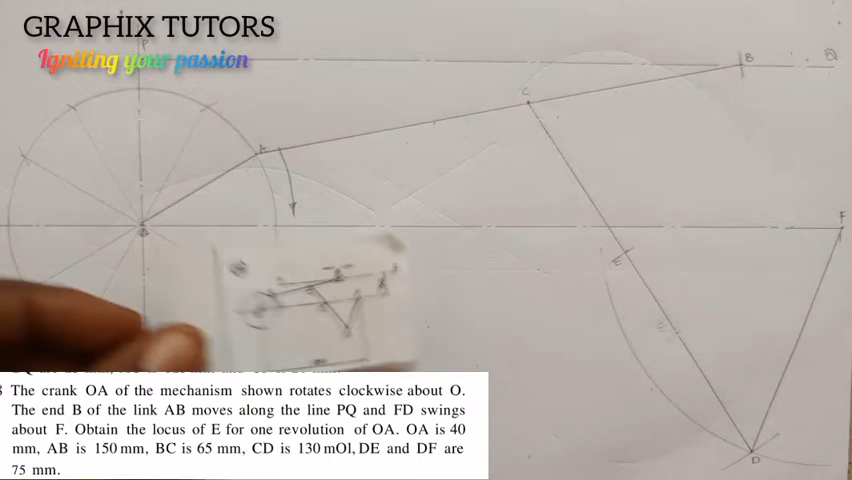 GRAPHIX TUTORS
Igniting your passion
P
B
Q
C
A
F
O
E
D
8 The crank OA of the mechanism shown rotates clockwise about O.
The end B of the link AB moves along the line PQ and FD swings
about F. Obtain the locus of E for one revolution of OA. OA is 40
mm, AB is 150 mm, BC is 65 mm, CD is 130 mOl, DE and DF are
75 mm.